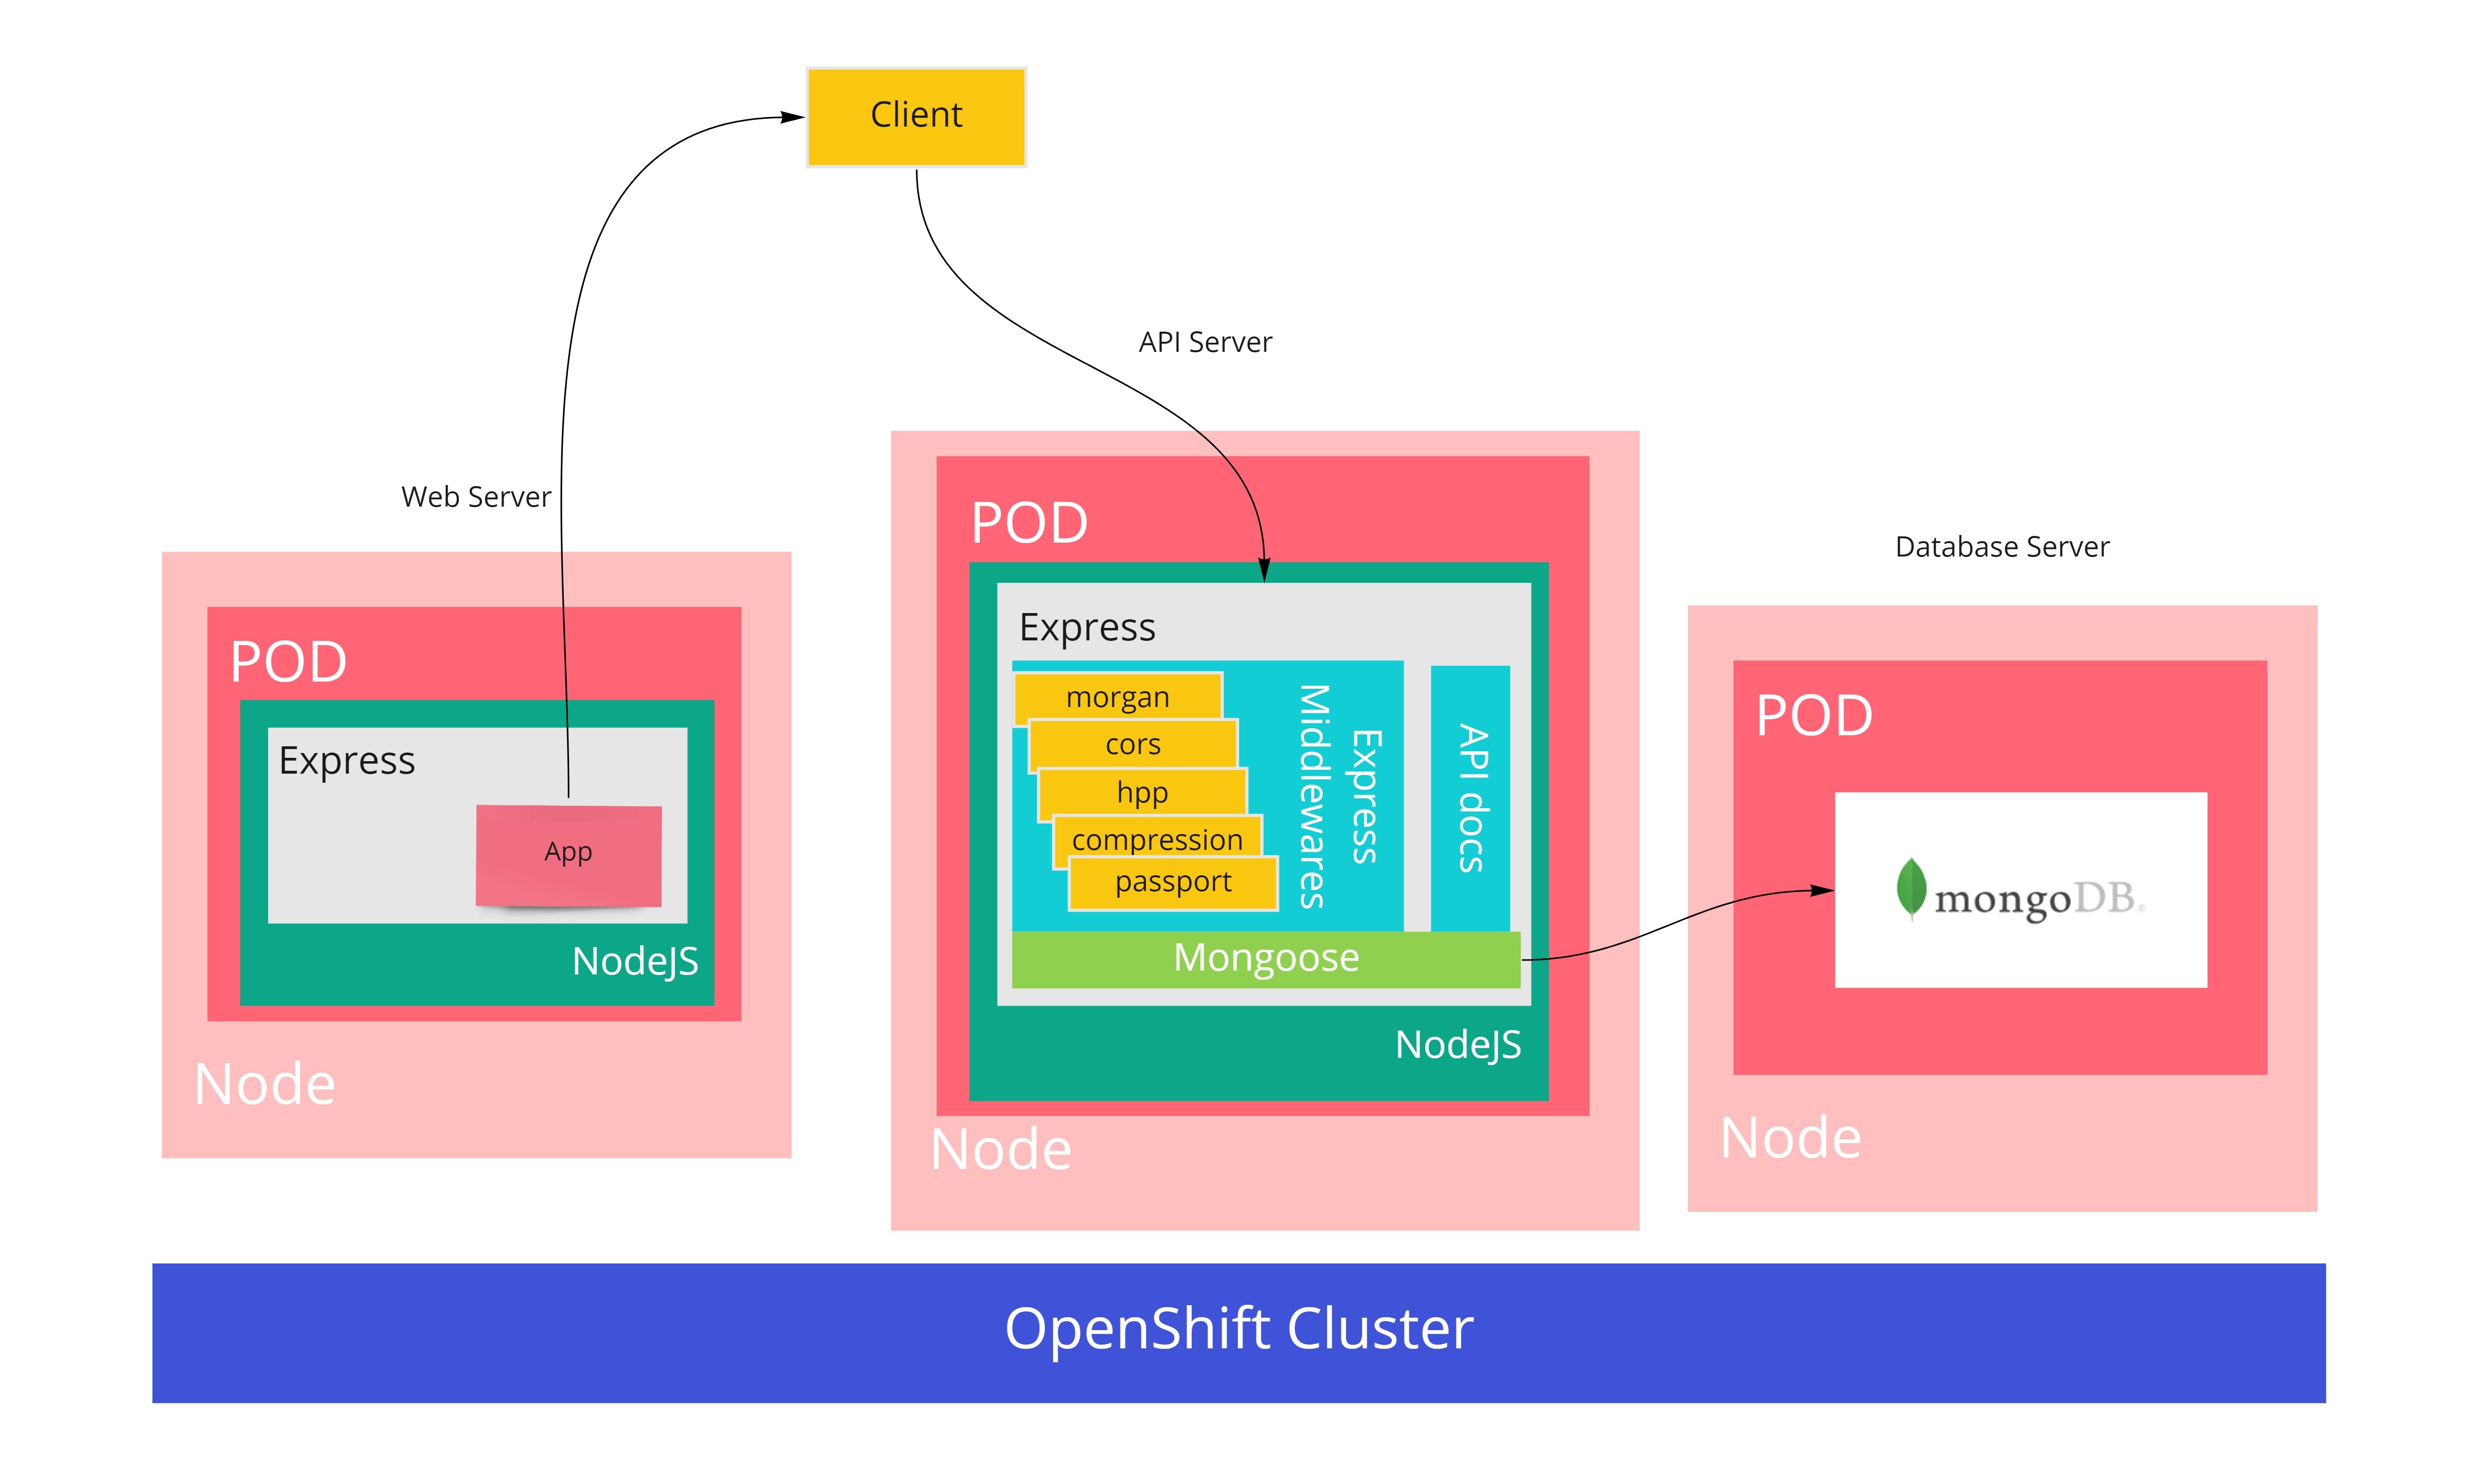 Client
API Server
Web Server
Database Server
POD
Express
App
NodeJS
Node
POD
Express
morgan
cors
hpp
compression
passport
Express
Miiddlewares
API docs
Mongoose
NodeJS
Node
POD
mongoDB®
Node
OpenShift Cluster